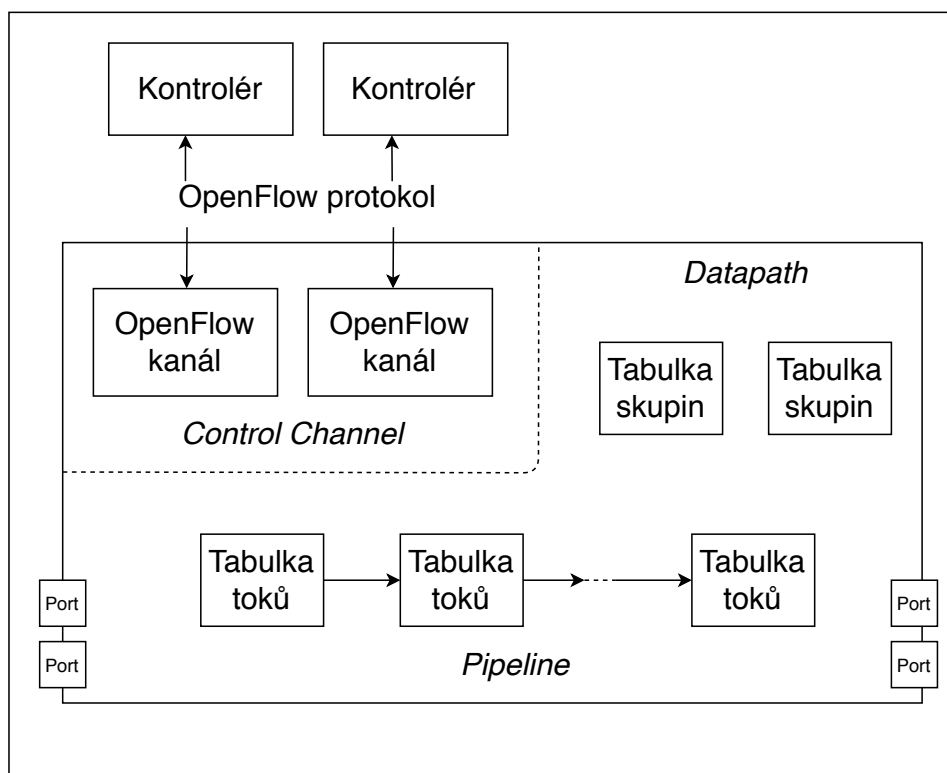 Kontrolér
Kontrolér
OpenFlow protokol
Datapath
OpenFlow
kanál
OpenFlow
kanál
Control Channel
Tabulka
skupin
Tabulka
skupin
Tabulka
toků
Tabulka
toků
Tabulka
toků
Port
Port
Port
Port
Pipeline